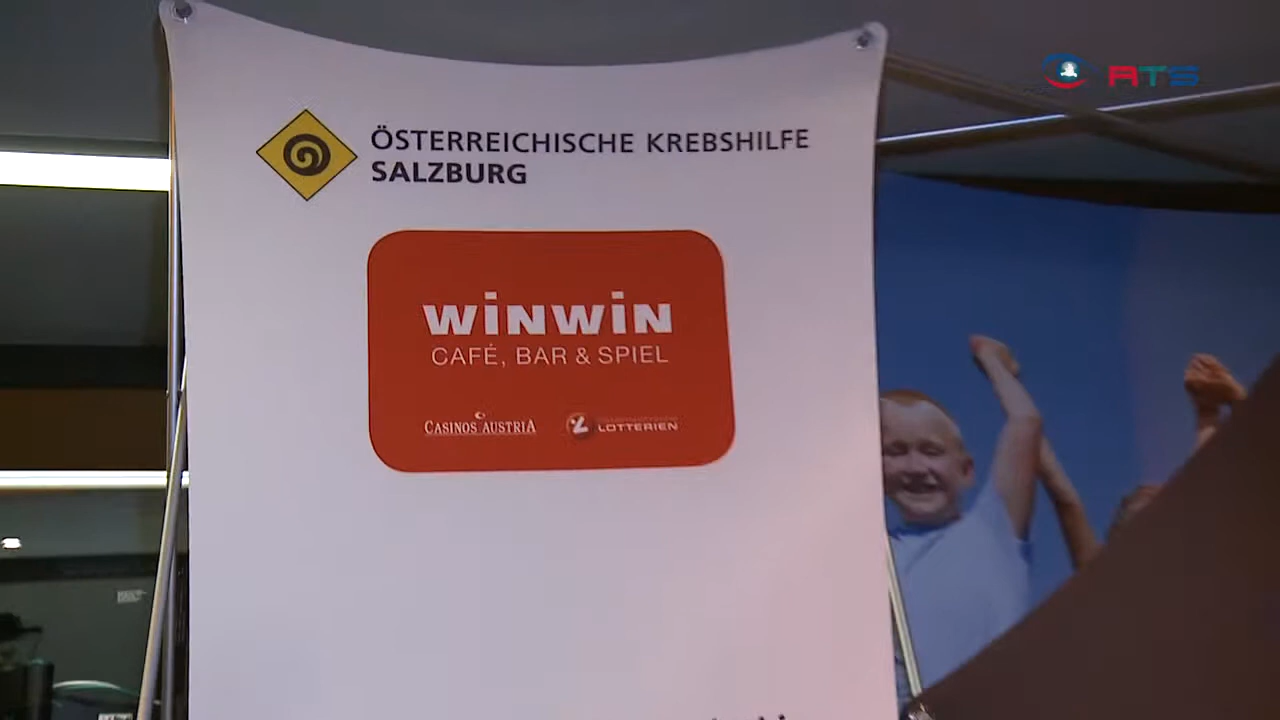 RTS
ÖSTERREICHISCHE KREBSHILFE
SALZBURG
WINWIN
CAFÉ, BAR & SPIEL
CASINOS AUSTRIA
LOTTERIEN